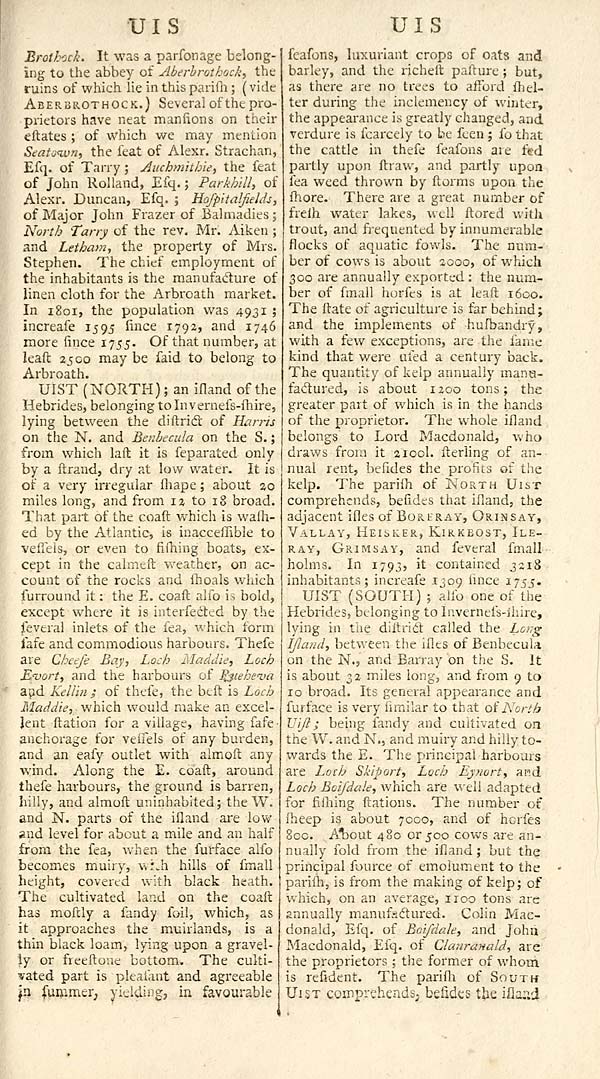 UIS
Brothock. It was a parſonage belong-
ing to the abbey of Aberbrothock, the
ruins of which lie in this pariſh; (vide
ABERBROTHOCK.) Several of the pro-
prietors have neat manſions on their
eſtates; of which we may mention
Seatown, the ſeat of Alexr. Strachan,
Eſq. of Tarry; Auchmithie, the ſeat
of John Rolland, Eſq.; Parkhill, of
Alexr. Duncan, Eſq.; Hoſpitalfields,
of Major John Frazer of Balmadies;
North Tarry of the rev. Mr. Aiken;
and Letham, the property of Mrs.
Stephen. The chief employment of
the inhabitants is the manufacture of
linen cloth for the Arbroath market.
In 1801, the population was 4931;
increaſe 1595 ſince 1792, and 1746
more ſince 1755. Of that number, at
leaſt 2500 may be ſaid to belong to
Arbroath.
UIST (NORTH); an iſland of the
Hebrides, belonging to Inverneſs-ſhire,
lying between the diſtrict of Harris
on the N. and Benbecula on the S.;
from which laſt it is ſeparated only
by a ſtrand, dry at low water. It is
of a very irregular ſhape; about 20
miles long, and from 12 to 18 broad.
That part of the coaſt which is waſh-
ed by the Atlantic, is inacceſſible to
veſſels, or even to fiſhing boats, ex-
cept in the calmeſt weather, on ac-
count of the rocks and ſhoals which
ſurround it: the E. coaſt alſo is bold,
except where it is interſected by the
ſeveral inlets of the ſea, which form
ſafe and commodious harbours. Theſe
are Cheeſe Bay, Loch Maddie, Loch
Evort, and the harbours of Rueheva
and Kellin; of theſe, the beſt is Loch
Maddie, which would make an excel-
lent ſtation for a village, having ſafe
anchorage for veſſels of any burden,
and an eaſy outlet with almoſt any
wind. Along the E. coaſt, around
theſe harbours, the ground is barren,
hilly, and almoſt uninhabited; the W.
and N. parts of the iſland are low
and level for about a mile and an half
from the ſea, when the ſurface alſo
becomes muiry, with hills of ſmall
height, covered with black heath.
The cultivated land on the coaſt
has moſtly a ſandy ſoil, which, as
it approaches the muirlands, is a
thin black loam, lying upon a gravel-
ly or freeſtone bottom. The culti-
vated part is pleaſant and agreeable
in ſummer, yielding, in favourable
UIS
ſeaſons, luxuriant crops of oats and
barley, and the richeſt paſture; but,
as there are no trees to afford ſhel-
ter during the inclemency of winter,
the appearance is greatly changed, and
verdure is ſcarcely to be ſeen; ſo that
the cattle in theſe ſeaſons are fed
partly upon ſtraw, and partly upon
ſea weed thrown by ſtorms upon the
ſhore. There are a great number of
freſh water lakes, well ſtored with
trout, and frequented by innumerable
flocks of aquatic fowls. The num-
ber of cows is about 2000, of which
300 are annually exported: the num-
ber of ſmall horſes is at leaſt 1600.
The ſtate of agriculture is far behind;
and the implements of huſbandry,
with a few exceptions, are the ſame
kind that were uſed a century back.
The quantity of kelp annually manu-
factured, is about 1200 tons; the
greater part of which is in the hands
of the proprietor. The whole iſland
belongs to Lord Macdonald, who
draws from it 2100l. ſterling of an-
nual rent, beſides the profits of the
kelp. The pariſh of NORTH UIST
comprehends, beſides that iſland, the
adjacent iſles of BORERAY, ORINSAY,
VALLAY, HEISKER, KIRKBOST, ILE-
RAY, GRIMSAY, and ſeveral ſmall
holms. In 1793, it contained 3218
inhabitants; increaſe 1309 ſince 1755.
UIST (SOUTH); alſo one of the
Hebrides, belonging to Inverneſs-ſhire,
lying in the diſtrict called the Long
Iſland, between the iſles of Benbecula
on the N., and Barray on the S. It
is about 32 miles long, and from 9 to
10 broad. Its general appearance and
ſurface is very ſimilar to that of North
Uiſt; being ſandy and cultivated on
the W. and N., and muiry and hilly to-
wards the E. The principal harbours
are Loch Skiport, Loch Eynort, and
Loch Boiſdale, which are well adapted
for fiſhing ſtations. The number of
ſheep is about 7000, and of horſes
800. About 480 or 500 cows are an-
nually ſold from the iſland; but the
principal ſource of emolument to the
pariſh, is from the making of kelp; of
which, on an average, 1100 tons are
annually manufactured. Colin Mac-
donald, Eſq. of Boiſdale, and John
Macdonald, Eſq. of Clanranald, are
the proprietors; the former of whom
is reſident. The pariſh of SOUTH
UIST comprehends, beſides the iſland